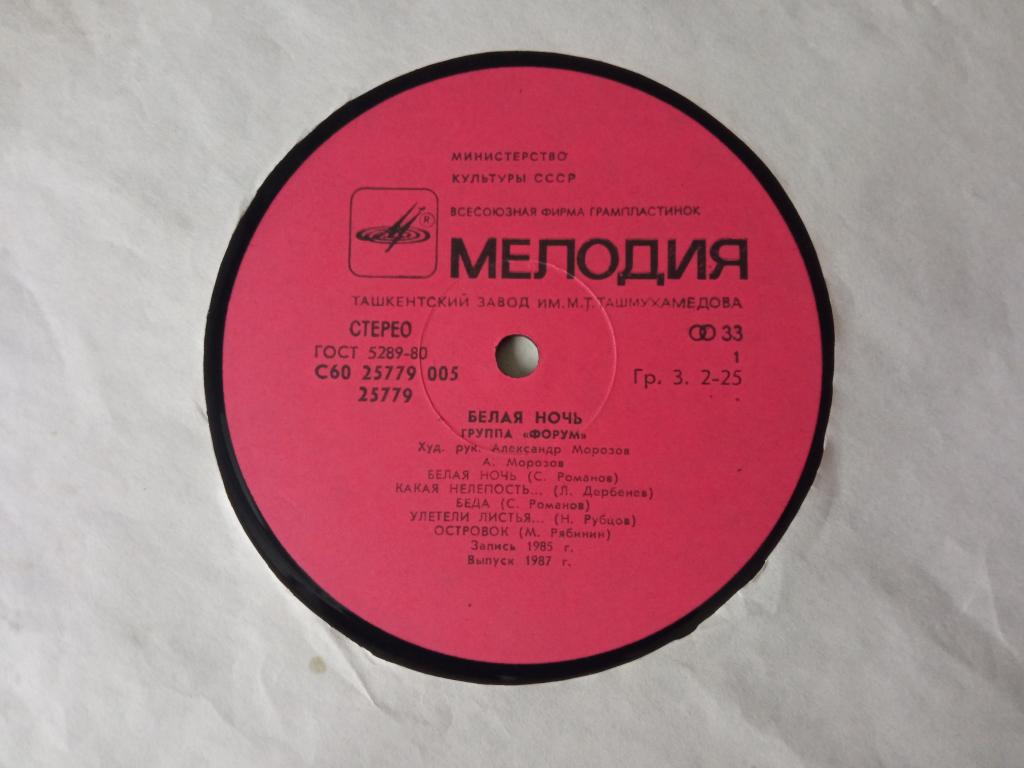 МИНИСТЕРСТВО
КУЛЬТУРЫ СССР
ВСЕСОЮЗНАЯ ФИРМА ГРАМПЛАСТИНОК
®
МЕЛОДИЯ
ТАШКЕНТСКИЙ ЗАВОД ИМ.М.Т.ТАШМУХАМЕДОВА
СТЕРЕО 33
ГОСТ 5289-80 1
С60 25779 005 Гр. 3. 2-25
25779
БЕЛАЯ НОЧЬ
ГРУППА «ФОРУМ»
Худ. рук. Александр Морозов
А. Морозов
БЕЛАЯ НОЧЬ (С. Романов)
КАКАЯ НЕЛЕПОСТЬ... (Л. Дербенев)
БЕДА (С. Романов)
УЛЕТЕЛИ ЛИСТЬЯ... (Н. Рубцов)
ОСТРОВОК (М. Рябинин)
Запись 1985 г.
Выпуск 1987 г.